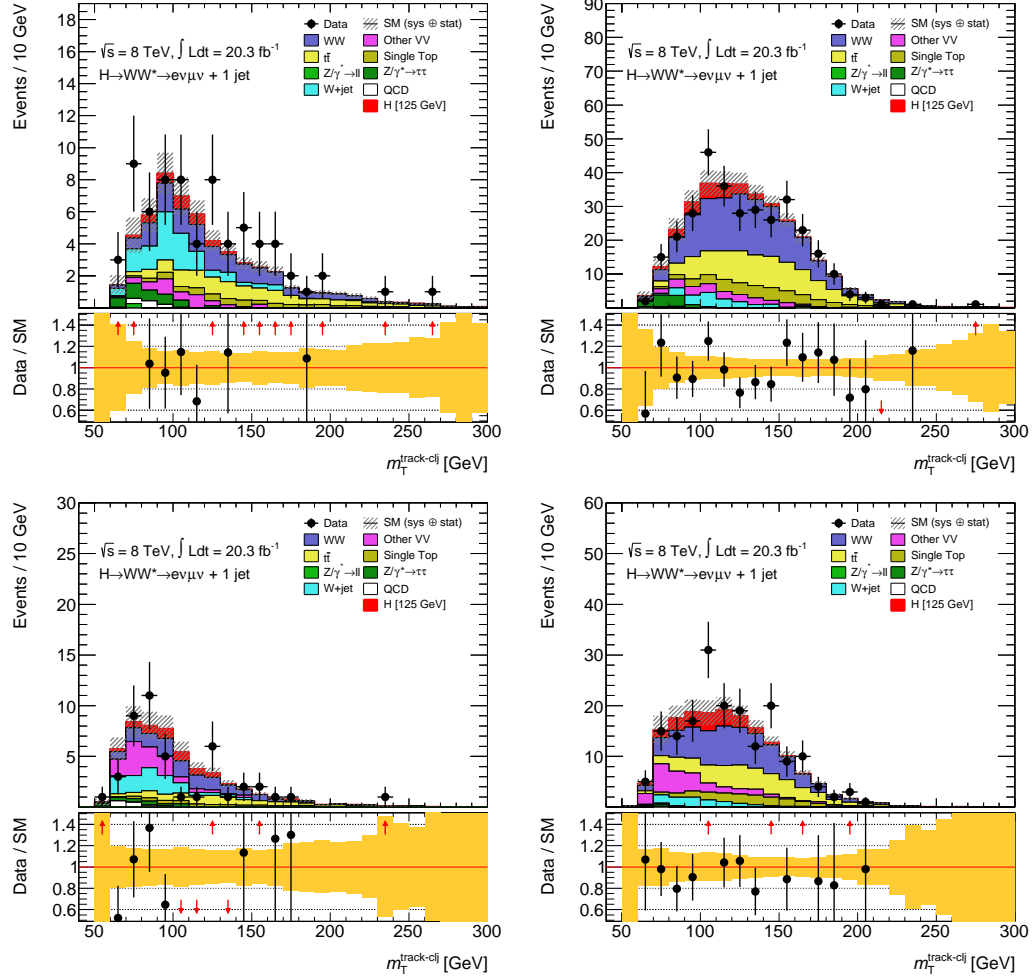 Events / 10 GeV
18
16
14
12
10
8
6
4
2
√s = 8 TeV, ∫ Ldt = 20.3 fb⁻¹
H→WW*→eνμν + 1 jet
Data
SM (sys ⊕ stat)
WW
Other VV
tt̄
Single Top
Z/γ*→ll
Z/γ*→ττ
W+jet
QCD
H [125 GeV]
Data / SM
1.4
1.2
1
0.8
0.6
50 100 150 200 250 300
m_T^track-clj [GeV]
Events / 10 GeV
90
80
70
60
50
40
30
20
10
√s = 8 TeV, ∫ Ldt = 20.3 fb⁻¹
H→WW*→eνμν + 1 jet
Data
SM (sys ⊕ stat)
WW
Other VV
tt̄
Single Top
Z/γ*→ll
Z/γ*→ττ
W+jet
QCD
H [125 GeV]
Data / SM
1.4
1.2
1
0.8
0.6
50 100 150 200 250 300
m_T^track-clj [GeV]
Events / 10 GeV
30
25
20
15
10
5
√s = 8 TeV, ∫ Ldt = 20.3 fb⁻¹
H→WW*→eνμν + 1 jet
Data
SM (sys ⊕ stat)
WW
Other VV
tt̄
Single Top
Z/γ*→ll
Z/γ*→ττ
W+jet
QCD
H [125 GeV]
Data / SM
1.4
1.2
1
0.8
0.6
50 100 150 200 250 300
m_T^track-clj [GeV]
Events / 10 GeV
60
50
40
30
20
10
√s = 8 TeV, ∫ Ldt = 20.3 fb⁻¹
H→WW*→eνμν + 1 jet
Data
SM (sys ⊕ stat)
WW
Other VV
tt̄
Single Top
Z/γ*→ll
Z/γ*→ττ
W+jet
QCD
H [125 GeV]
Data / SM
1.4
1.2
1
0.8
0.6
50 100 150 200 250 300
m_T^track-clj [GeV]